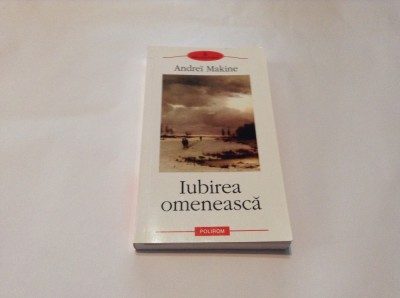 Andreï Makine
Iubirea
omenească
POLIROM